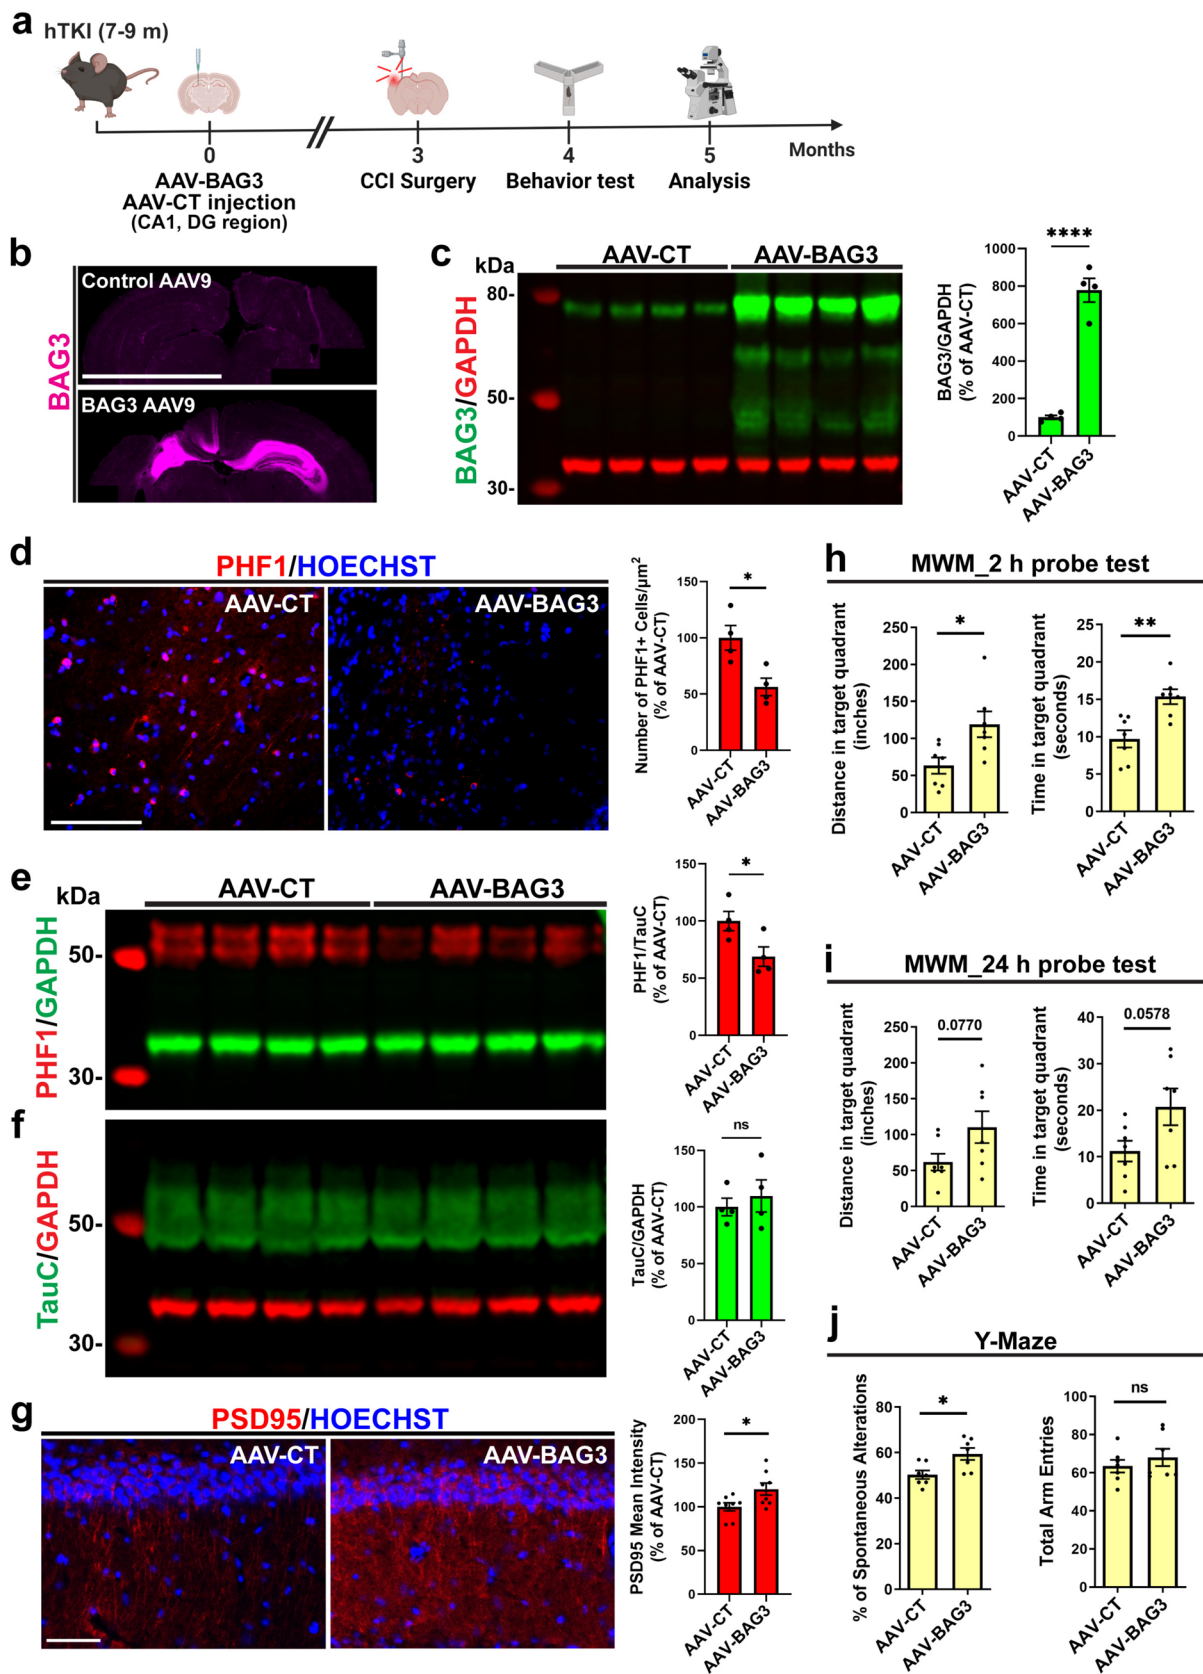 a
hTKI (7-9 m)
0
3
4
5
Months
AAV-BAG3
AAV-CT injection
(CA1, DG region)
CCI Surgery
Behavior test
Analysis
b
BAG3
Control AAV9
BAG3 AAV9
c
kDa
AAV-CT
AAV-BAG3
80-
50-
30-
BAG3/GAPDH
BAG3/GAPDH
(% of AAV-CT)
1000
800
600
400
200
0
****
AAV-CT
AAV-BAG3
d
PHF1/HOECHST
AAV-CT
AAV-BAG3
Number of PHF1+ Cells/µm²
(% of AAV-CT)
150
100
50
0
*
AAV-CT
AAV-BAG3
e
kDa
AAV-CT
AAV-BAG3
50-
30-
PHF1/GAPDH
PHF1/TauC
(% of AAV-CT)
150
100
50
0
*
AAV-CT
AAV-BAG3
f
50-
30-
TauC/GAPDH
TauC/GAPDH
(% of AAV-CT)
150
100
50
0
ns
AAV-CT
AAV-BAG3
g
PSD95/HOECHST
AAV-CT
AAV-BAG3
PSD95 Mean Intensity
(% of AAV-CT)
200
150
100
50
0
*
AAV-CT
AAV-BAG3
h
MWM_2 h probe test
Distance in target quadrant
(inches)
250
200
150
100
50
0
*
AAV-CT
AAV-BAG3
Time in target quadrant
(seconds)
25
20
15
10
5
0
**
AAV-CT
AAV-BAG3
i
MWM_24 h probe test
Distance in target quadrant
(inches)
250
200
150
100
50
0
0.0770
AAV-CT
AAV-BAG3
Time in target quadrant
(seconds)
40
30
20
10
0
0.0578
AAV-CT
AAV-BAG3
j
Y-Maze
% of Spontaneous Alterations
80
60
40
20
0
*
AAV-CT
AAV-BAG3
Total Arm Entries
100
80
60
40
20
0
ns
AAV-CT
AAV-BAG3